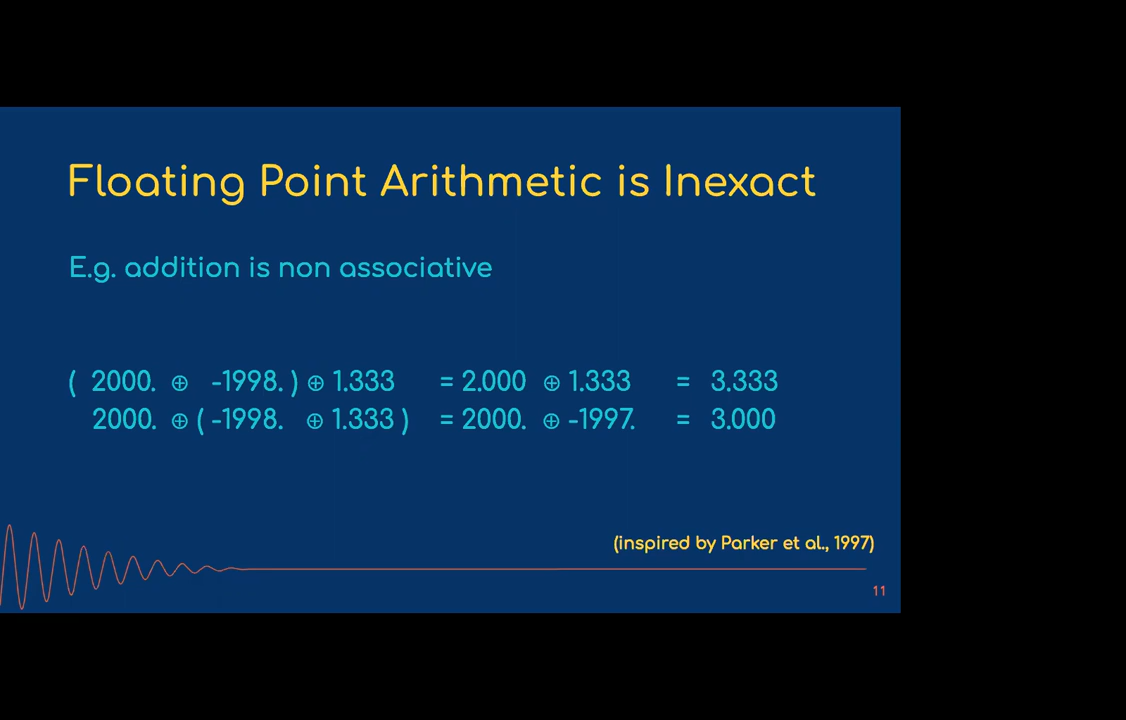 Floating Point Arithmetic is Inexact
E.g. addition is non associative
( 2000. ⊕ -1998. ) ⊕ 1.333 = 2.000 ⊕ 1.333 = 3.333
2000. ⊕ ( -1998. ⊕ 1.333 ) = 2000. ⊕ -1997. = 3.000
(inspired by Parker et al., 1997)
11